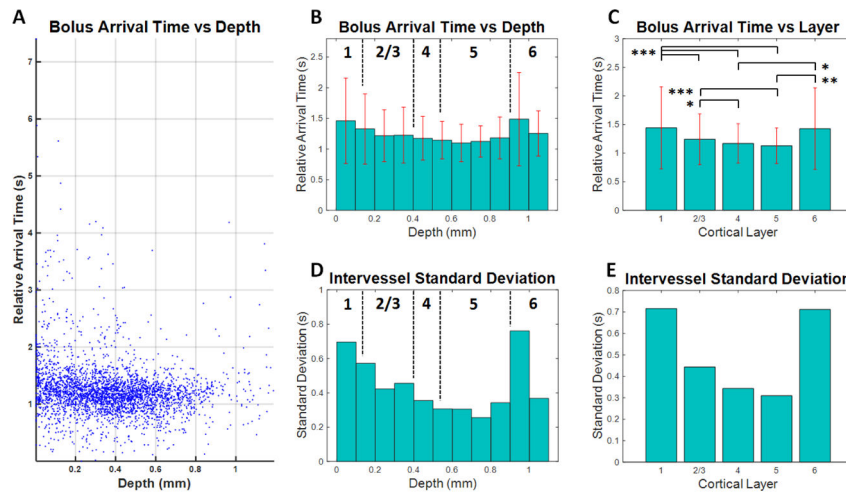 A
Bolus Arrival Time vs Depth
Relative Arrival Time (s)
7
6
5
4
3
2
1
0.2 0.4 0.6 0.8 1
Depth (mm)
B
Bolus Arrival Time vs Depth
1 2/3 4 5 6
Relative Arrival Time (s)
2.5
2
1.5
1
0.5
0
0 0.2 0.4 0.6 0.8 1
Depth (mm)
C
Bolus Arrival Time vs Layer
Relative Arrival Time (s)
3
2.5
2
1.5
1
0.5
0
***
*
**
***
*
1 2/3 4 5 6
Cortical Layer
D
Intervessel Standard Deviation
1 2/3 4 5 6
Standard Deviation (s)
1
0.8
0.6
0.4
0.2
0
0 0.2 0.4 0.6 0.8 1
Depth (mm)
E
Intervessel Standard Deviation
Standard Deviation (s)
0.8
0.7
0.6
0.5
0.4
0.3
0.2
0.1
0
1 2/3 4 5 6
Cortical Layer